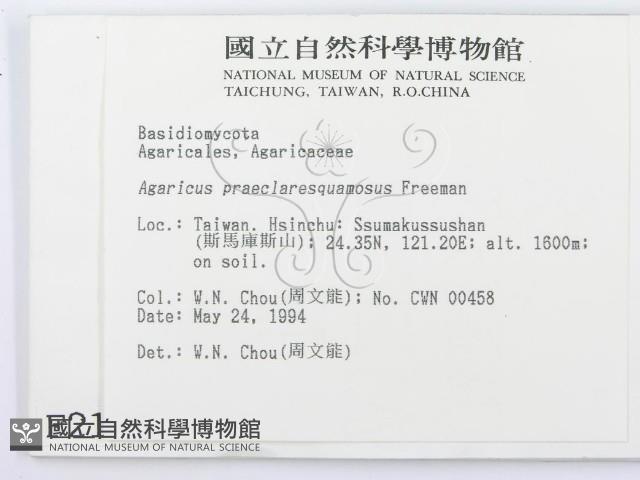 國立自然科學博物館
NATIONAL MUSEUM OF NATURAL SCIENCE
TAICHUNG, TAIWAN, R.O.CHINA
Basidiomycota
Agaricales, Agaricaceae
Agaricus praeclaresquamosus Freeman
Loc.: Taiwan. Hsinchu: Ssumakussushan
(斯馬庫斯山); 24.35N, 121.20E; alt. 1600m;
on soil.
Col.: W.N. Chou(周文能); No. CWN 00458
Date: May 24, 1994
Det.: W.N. Chou(周文能)
國立自然科學博物館
NATIONAL MUSEUM OF NATURAL SCIENCE